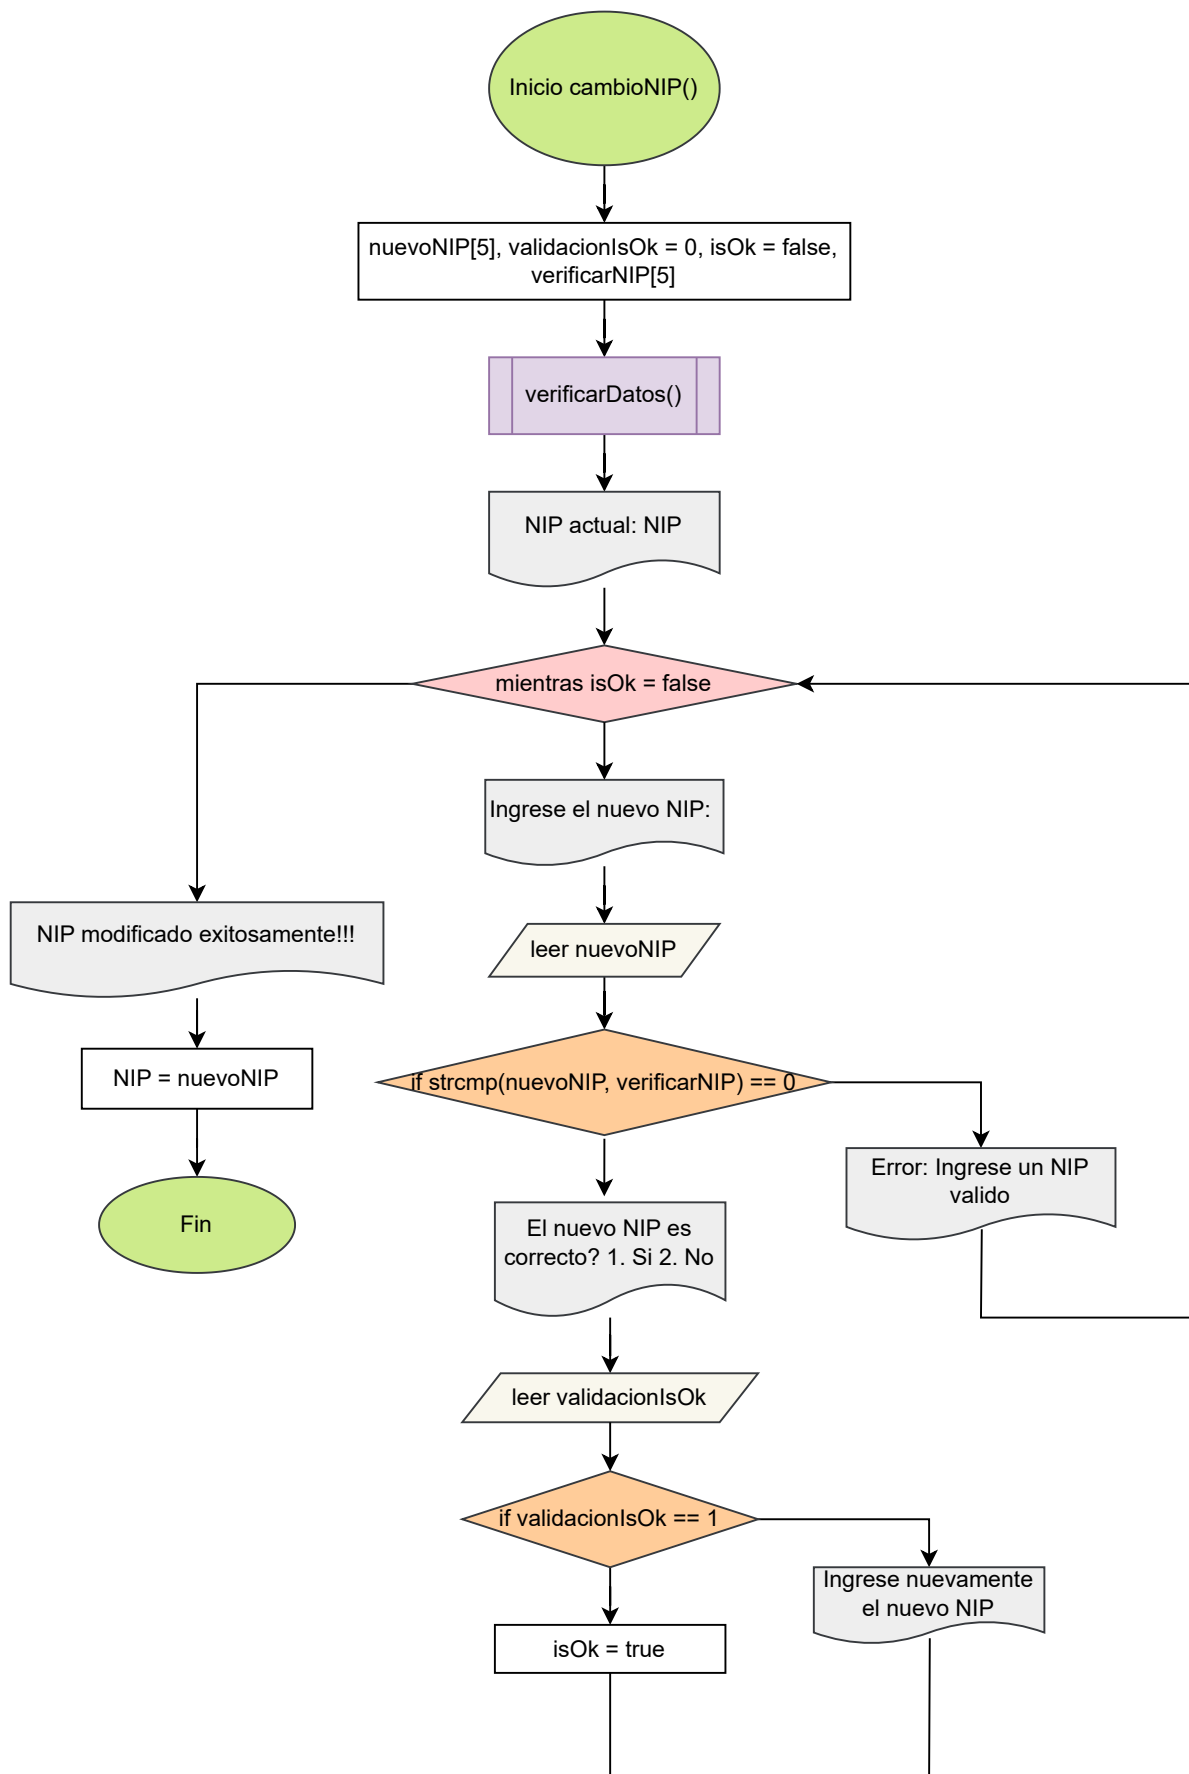 Inicio cambioNIP()
nuevoNIP[5], validacionIsOk = 0, isOk = false,
verificarNIP[5]
verificarDatos()
NIP actual: NIP
mientras isOk = false
Ingrese el nuevo NIP:
NIP modificado exitosamente!!!
leer nuevoNIP
NIP = nuevoNIP
if strcmp(nuevoNIP, verificarNIP) == 0
Error: Ingrese un NIP
valido
Fin
El nuevo NIP es
correcto? 1. Si 2. No
leer validacionIsOk
if validacionIsOk == 1
Ingrese nuevamente
el nuevo NIP
isOk = true